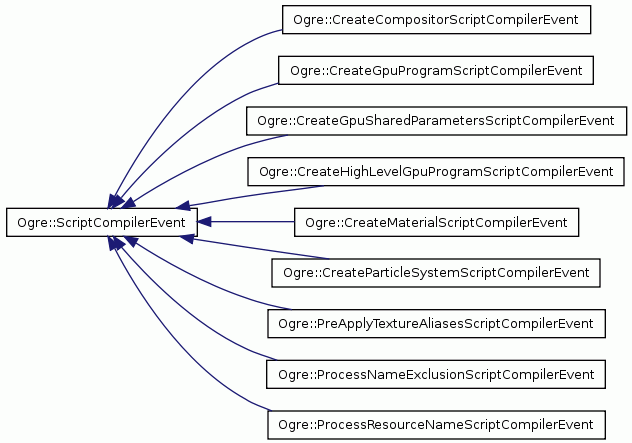 Ogre::CreateCompositorScriptCompilerEvent
Ogre::CreateGpuProgramScriptCompilerEvent
Ogre::CreateGpuSharedParametersScriptCompilerEvent
Ogre::CreateHighLevelGpuProgramScriptCompilerEvent
Ogre::ScriptCompilerEvent
Ogre::CreateMaterialScriptCompilerEvent
Ogre::CreateParticleSystemScriptCompilerEvent
Ogre::PreApplyTextureAliasesScriptCompilerEvent
Ogre::ProcessNameExclusionScriptCompilerEvent
Ogre::ProcessResourceNameScriptCompilerEvent